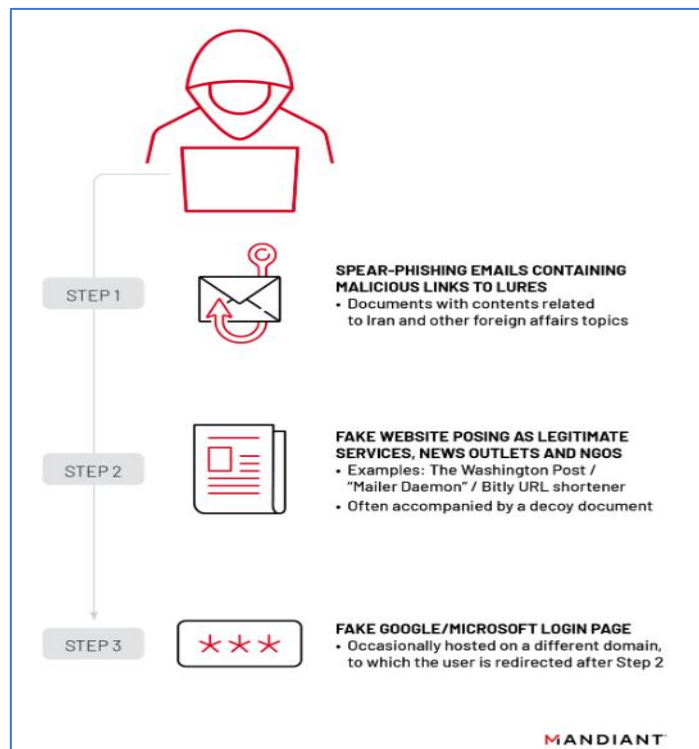 STEP 1
SPEAR-PHISHING EMAILS CONTAINING
MALICIOUS LINKS TO LURES
• Documents with contents related
to Iran and other foreign affairs topics
STEP 2
FAKE WEBSITE POSING AS LEGITIMATE
SERVICES, NEWS OUTLETS AND NGOS
• Examples: The Washington Post /
"Mailer Daemon" / Bitly URL shortener
• Often accompanied by a decoy document
STEP 3
***
FAKE GOOGLE/MICROSOFT LOGIN PAGE
• Occasionally hosted on a different domain,
to which the user is redirected after Step 2
MANDIANT